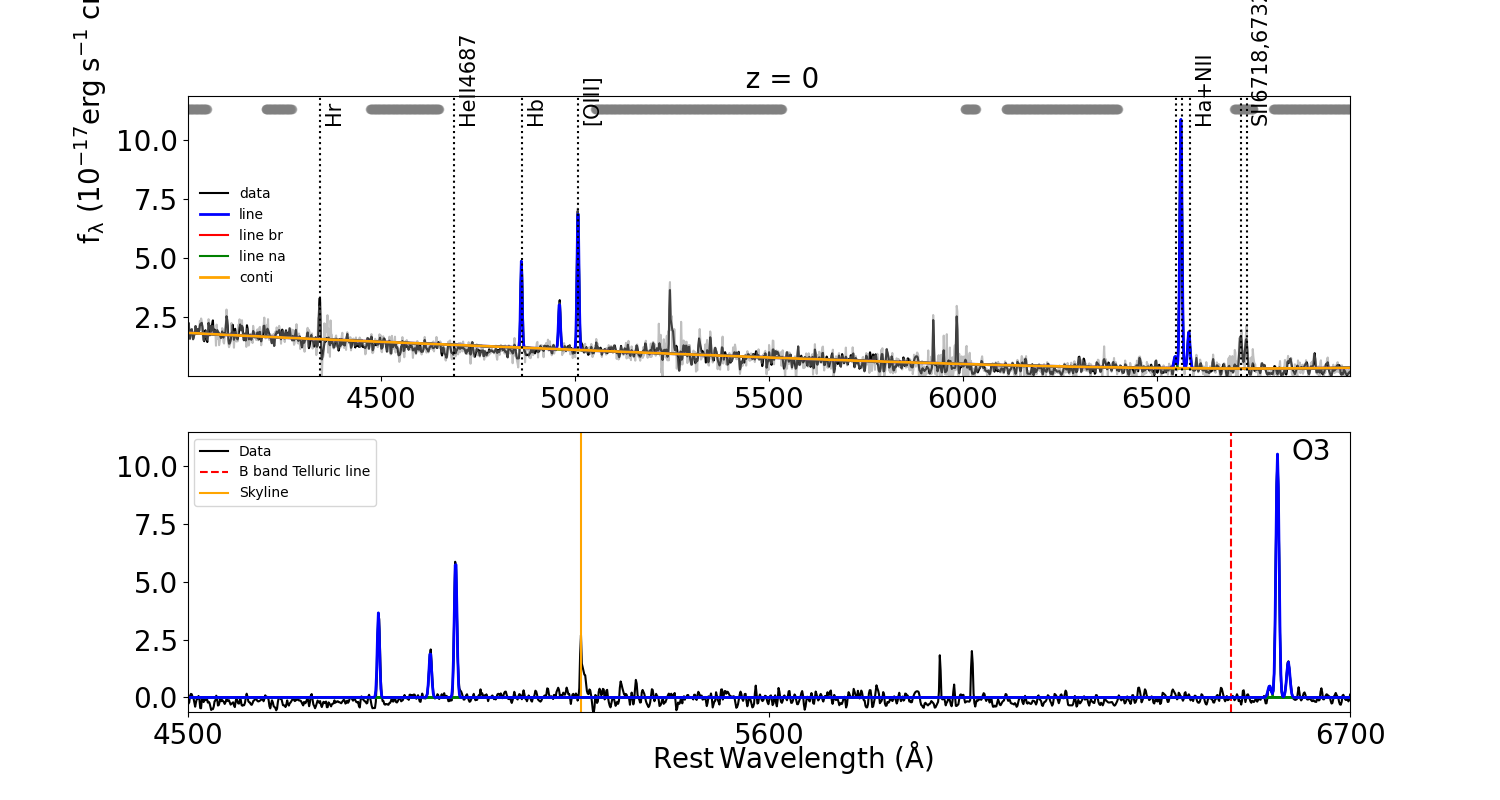 z = 0
Hr
HeII4687
Hb
[OIII]
Ha+NII
SII6718,673
f_λ (10^−17 erg s^−1 c
10.0
7.5
5.0
2.5
data
line
line br
line na
conti
4500
5000
5500
6000
6500
Data
B band Telluric line
Skyline
O3
10.0
7.5
5.0
2.5
0.0
4500
5600
6700
Rest Wavelength (Å)